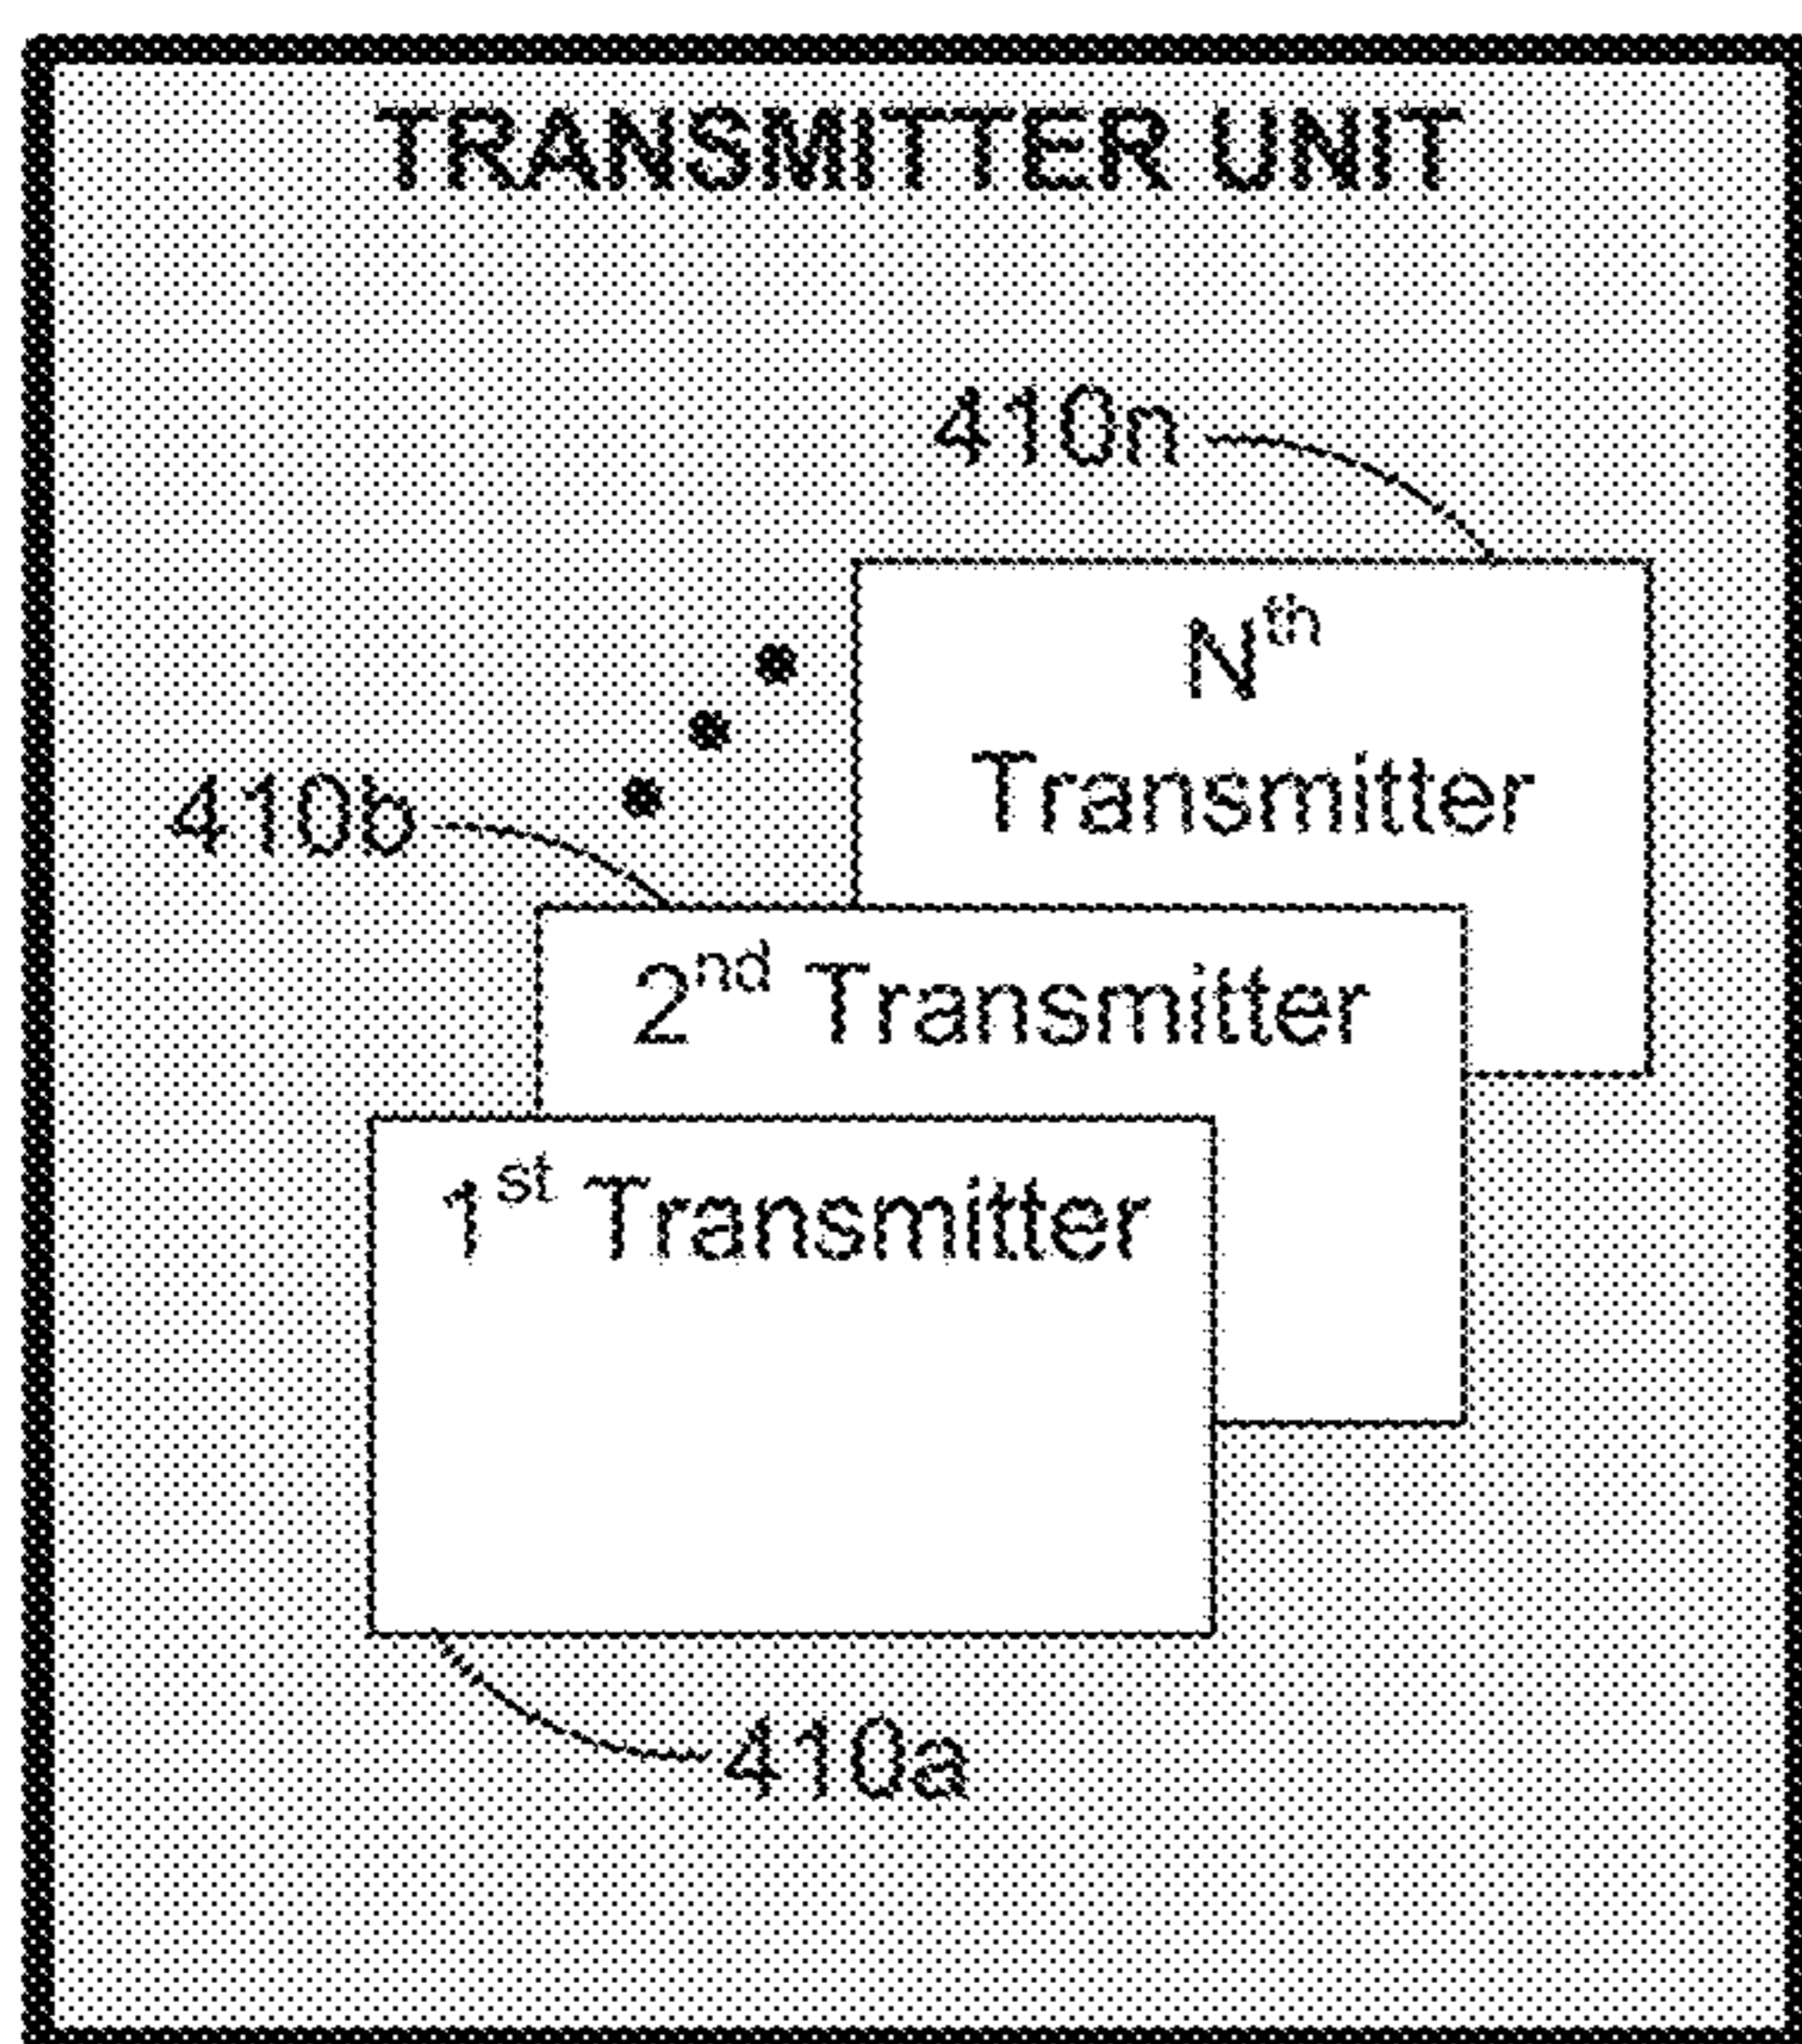 TRANSMITTER UNIT
410n
Nth
Transmitter
410b
2nd Transmitter
1st Transmitter
410a